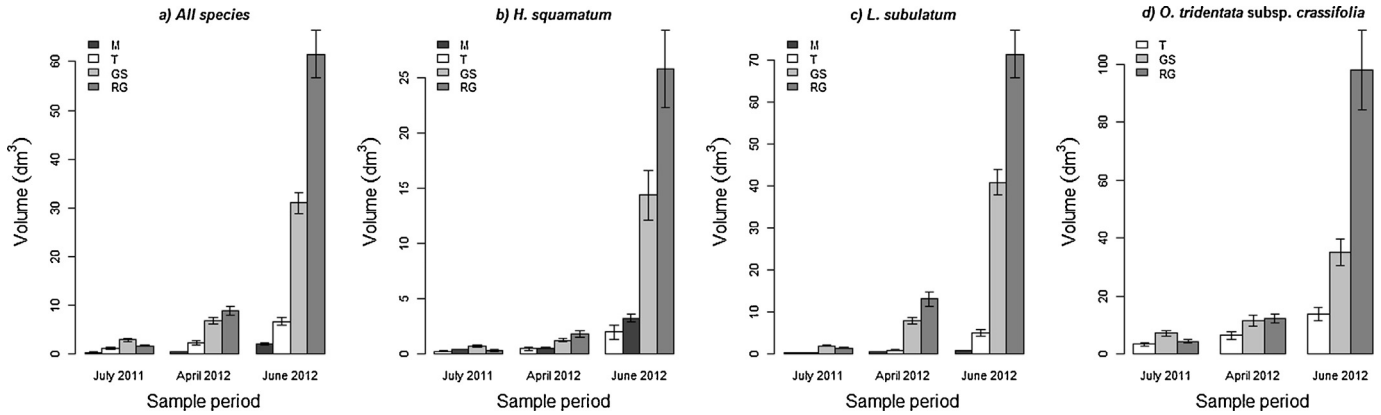 a) All species
M
T
GS
RG
Volume (dm³)
60
50
40
30
20
10
0
July 2011 April 2012 June 2012
Sample period
b) H. squamatum
M
T
GS
RG
Volume (dm³)
25
20
15
10
5
0
July 2011 April 2012 June 2012
Sample period
c) L. subulatum
M
T
GS
RG
Volume (dm³)
70
60
50
40
30
20
10
0
July 2011 April 2012 June 2012
Sample period
d) O. tridentata subsp. crassifolia
T
GS
RG
Volume (dm³)
100
80
60
40
20
0
July 2011 April 2012 June 2012
Sample period